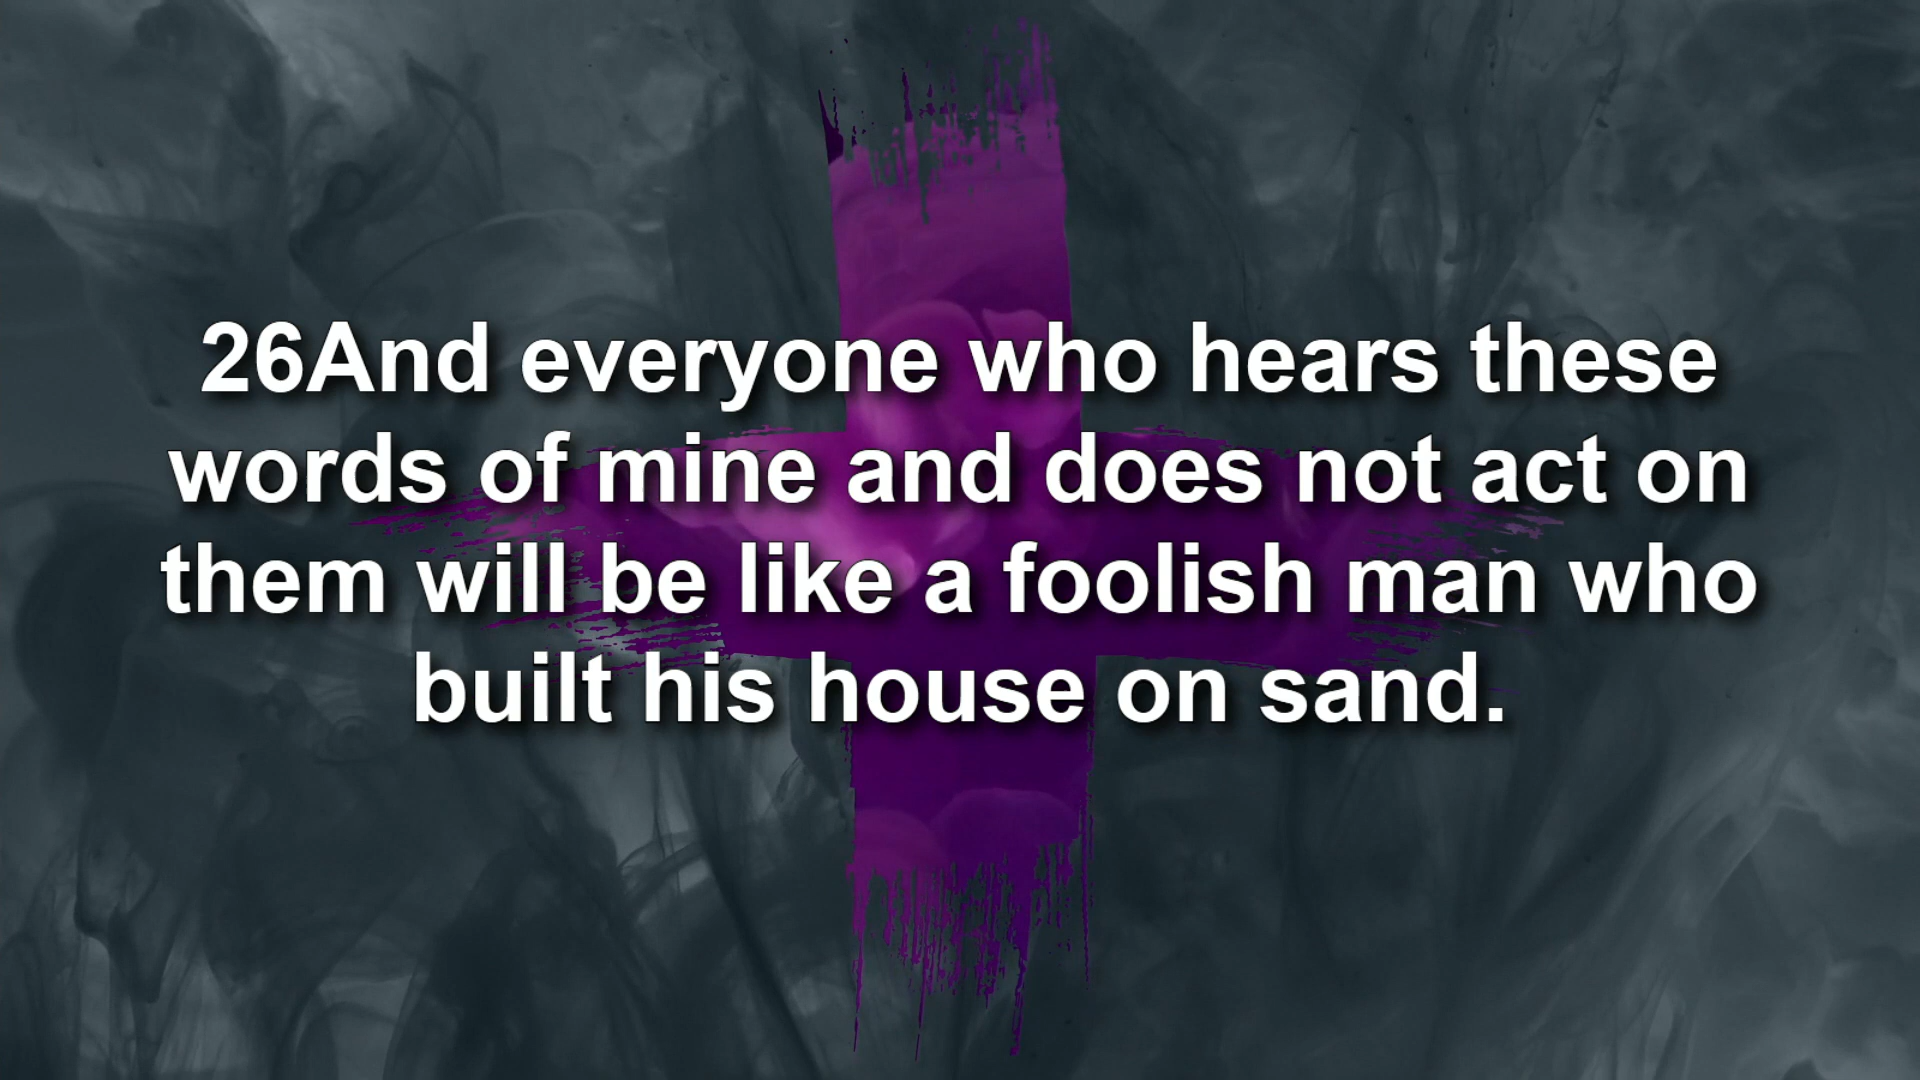 26And everyone who hears these
words of mine and does not act on
them will be like a foolish man who
built his house on sand.